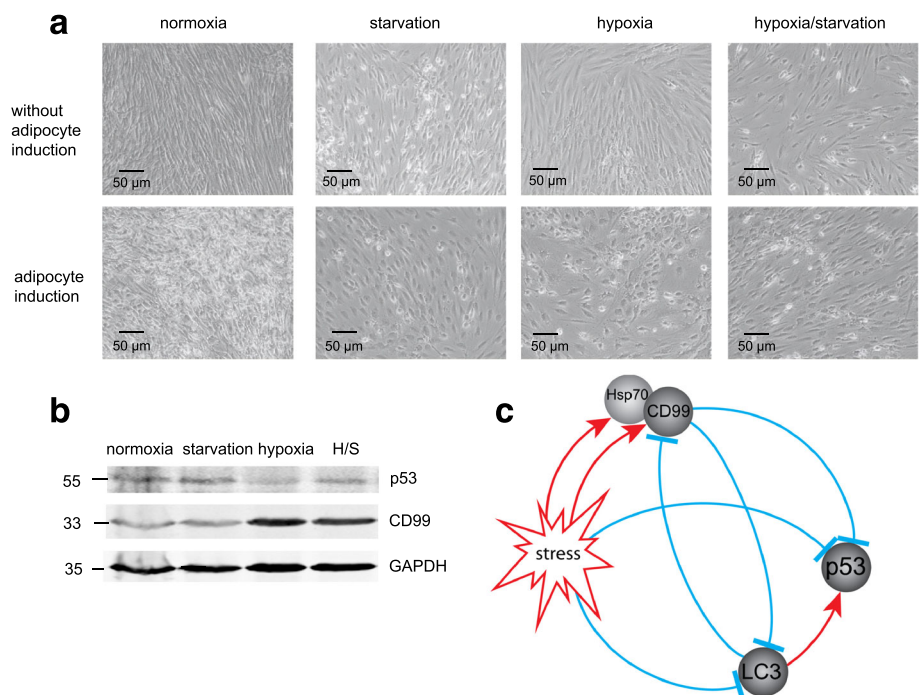 a
normoxia
starvation
hypoxia
hypoxia/starvation
without
adipocyte
induction
50 µm
50 µm
50 µm
50 µm
adipocyte
induction
50 µm
50 µm
50 µm
50 µm
b
normoxia starvation hypoxia H/S
55 p53
33 CD99
35 GAPDH
c
Hsp70
CD99
stress
p53
LC3